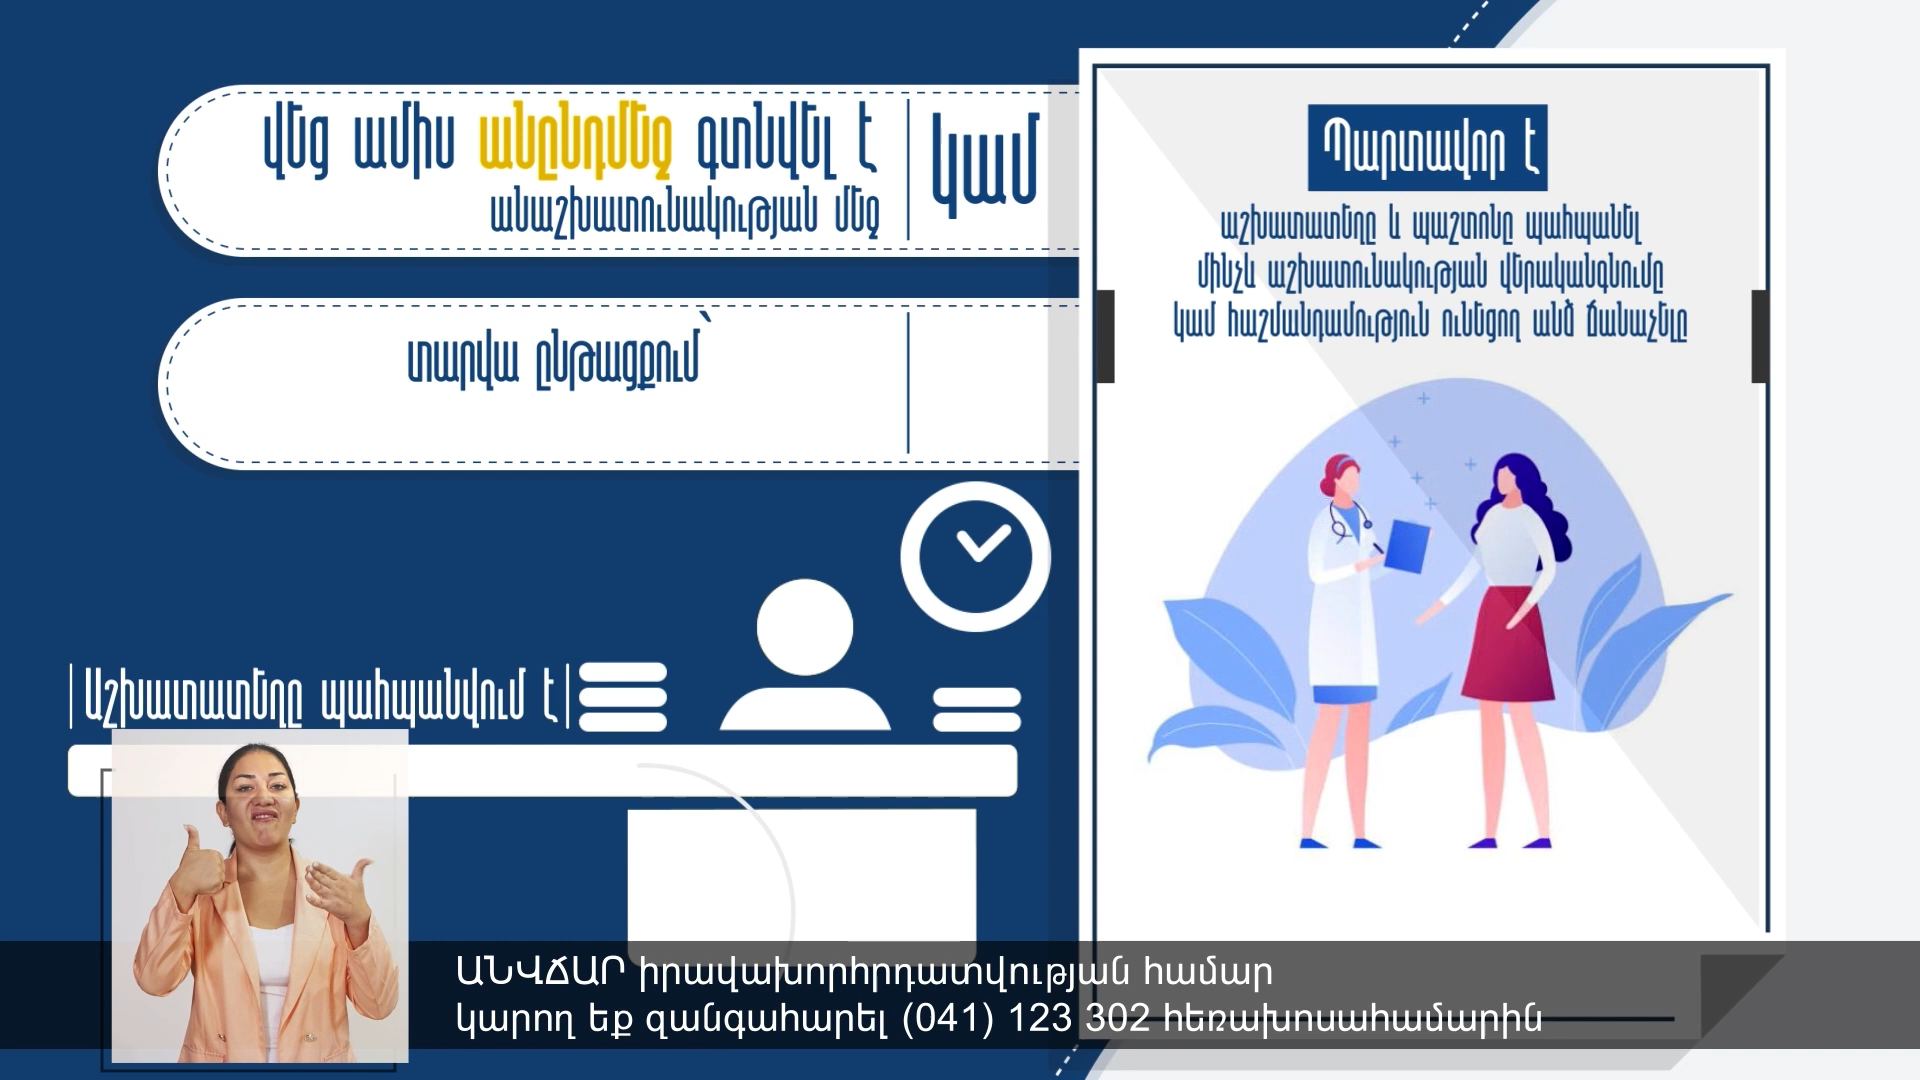 վեց ամիս անընդմեջ գտնվել է
անաշխատունակության մեջ
կամ
տարվա ընթացքում՝
Աշխատատեղը պահպանվում է
Պարտավոր է
աշխատատեղը և պաշտոնը պահպանել
մինչև աշխատունակության վերականգնումը
կամ հաշմանդամություն ունեցող անձ ճանաչելը
ԱՆՎՃԱՐ իրավախորհրդատվության համար
կարող եք զանգահարել (041) 123 302 հեռախոսահամարին